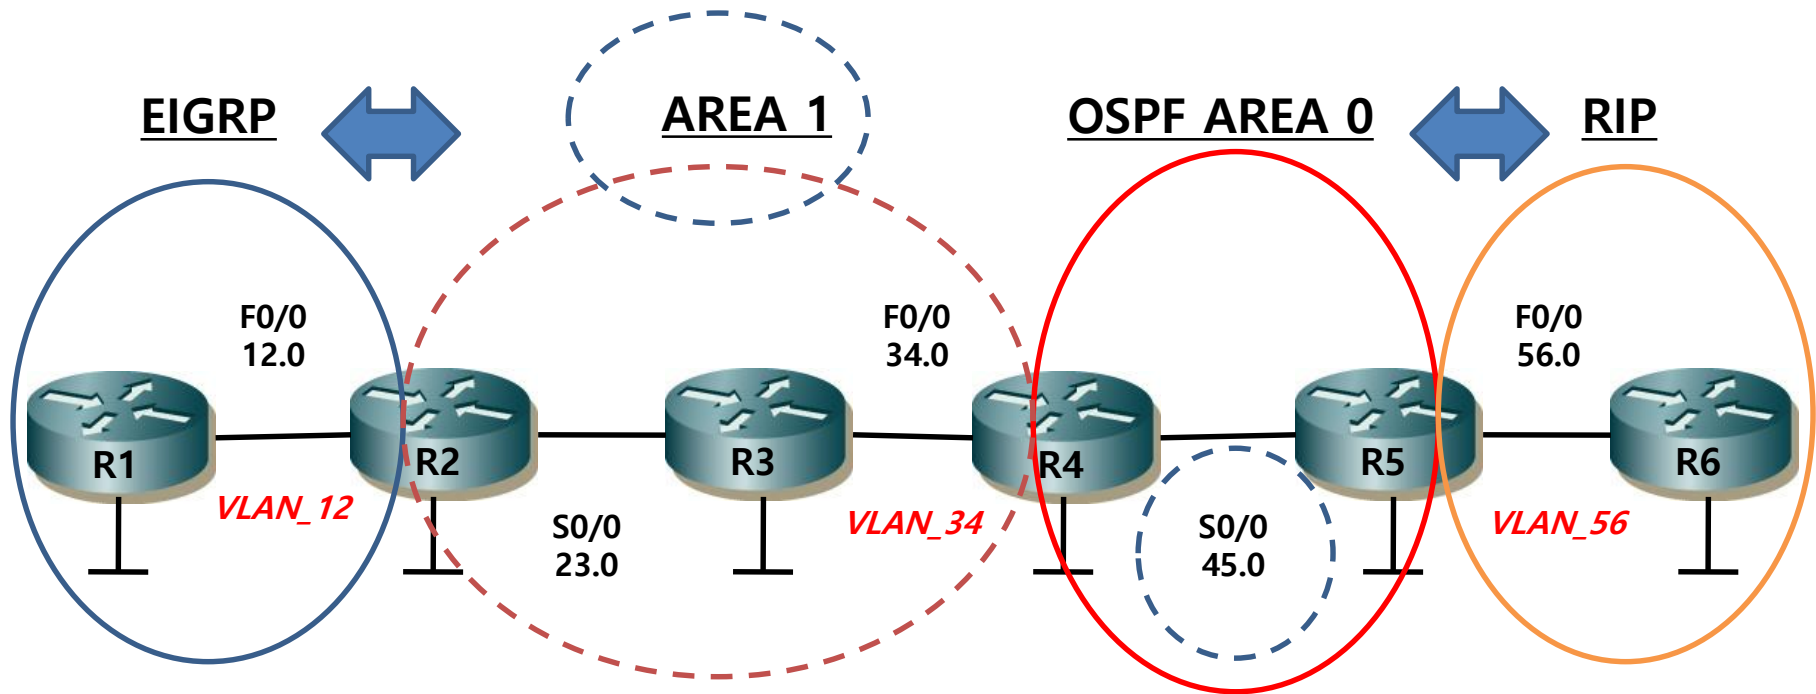 EIGRP
AREA 1
OSPF AREA 0
RIP
F0/0
12.0
F0/0
34.0
F0/0
56.0
R1
R2
R3
R4
R5
R6
VLAN_12
S0/0
23.0
VLAN_34
S0/0
45.0
VLAN_56